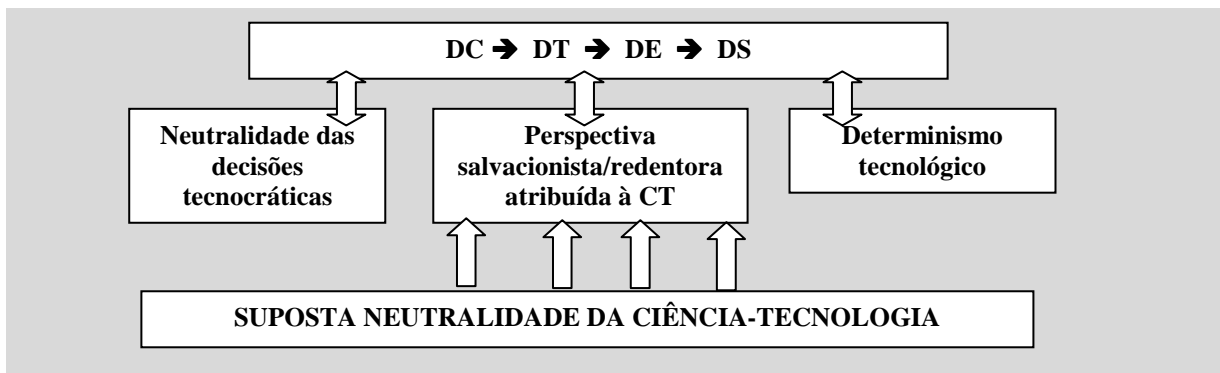 DC ➔ DT ➔ DE ➔ DS
Neutralidade das
decisões
tecnocráticas
Perspectiva
salvacionista/redentora
atribuída à CT
Determinismo
tecnológico
SUPOSTA NEUTRALIDADE DA CIÊNCIA-TECNOLOGIA